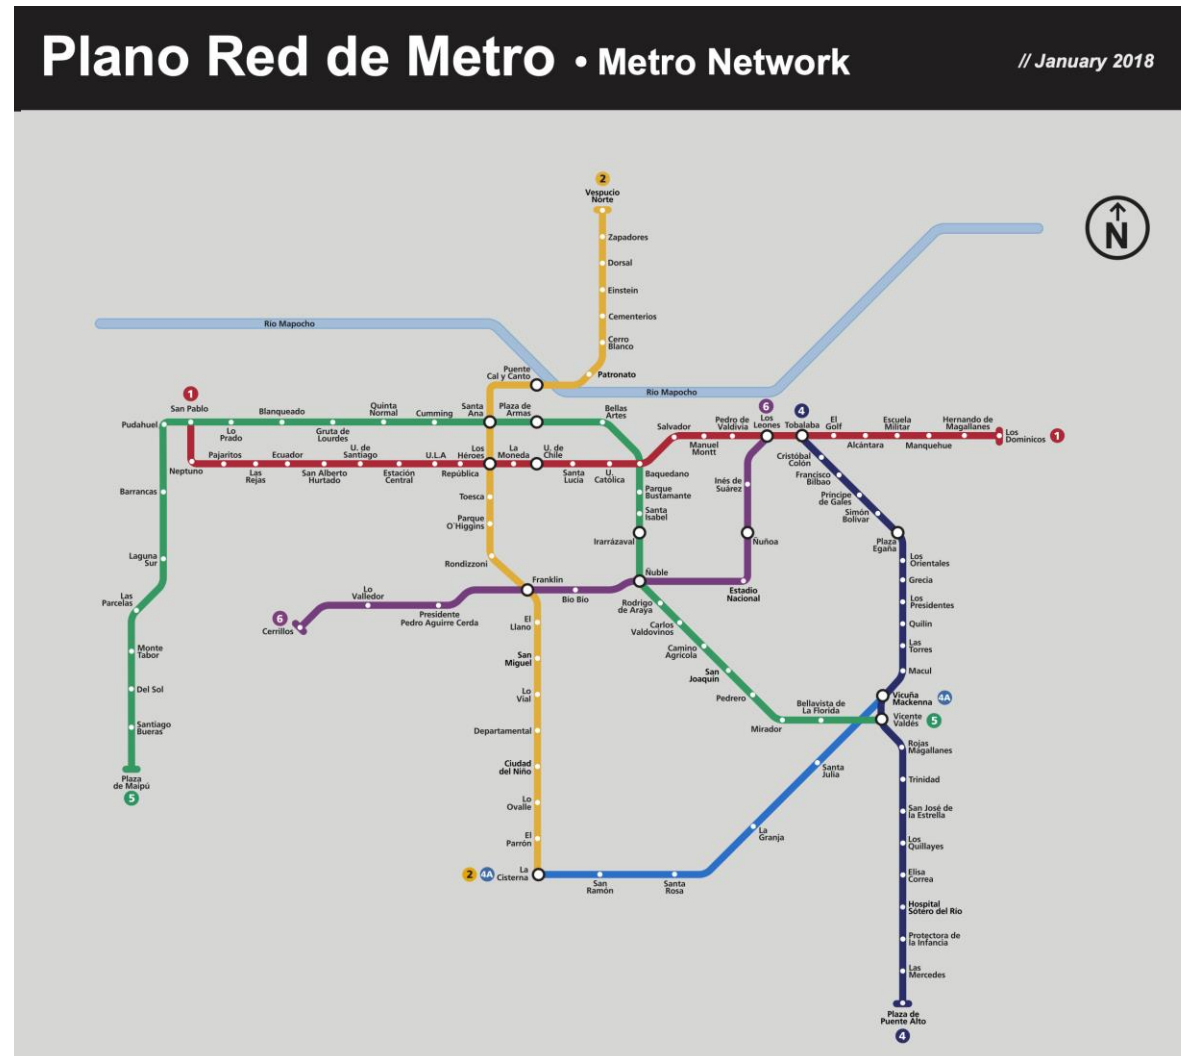 Plano Red de Metro • Metro Network
// January 2018
N
2
Vespucio
Norte
Zapadores
Dorsal
Einstein
Cementerios
Cerro
Blanco
Patronato
Río Mapocho
Río Mapocho
Puente
Cal y Canto
1
San Pablo
Pudahuel
Lo
Prado
Blanqueado
Gruta de
Lourdes
Quinta
Normal
Cumming
Santa
Ana
Plaza de
Armas
Bellas
Artes
Neptuno
Pajaritos
Las
Rejas
Ecuador
San Alberto
Hurtado
U. de
Santiago
Estación
Central
U.L.A
República
Los
Héroes
La
Moneda
U. de
Chile
Santa
Lucía
U.
Católica
Baquedano
Salvador
Manuel
Montt
Pedro de
Valdivia
6
Los
Leones
4
Tobalaba
El
Golf
Alcántara
Escuela
Militar
Manquehue
Hernando de
Magallanes
Los
Dominicos
1
Cristóbal
Colón
Francisco
Bilbao
Príncipe
de Gales
Simón
Bolívar
Plaza
Egaña
Los
Orientales
Grecia
Los
Presidentes
Quilín
Las
Torres
Macul
Vicuña
Mackenna
4A
Vicente
Valdés
5
Rojas
Magallanes
Trinidad
San José de
la Estrella
Los
Quillayes
Elisa
Correa
Hospital
Sótero del Río
Protectora de
la Infancia
Las
Mercedes
Plaza de
Puente Alto
4
Inés de
Suárez
Ñuñoa
Estadio
Nacional
Parque
Bustamante
Santa
Isabel
Irarrázaval
Ñuble
Rodrigo
de Araya
Carlos
Valdovinos
Camino
Agrícola
San
Joaquín
Pedrero
Mirador
Bellavista de
La Florida
Toesca
Parque
O´Higgins
Rondizzoni
Franklin
Bío Bío
Lo
Valledor
Presidente
Pedro Aguirre Cerda
6
Cerrillos
El
Llano
San
Miguel
Lo
Vial
Departamental
Ciudad
del Niño
Lo
Ovalle
El
Parrón
2
4A
La
Cisterna
San
Ramón
Santa
Rosa
La
Granja
Santa
Julia
Barrancas
Laguna
Sur
Las
Parcelas
Monte
Tabor
Del Sol
Santiago
Bueras
Plaza
de Maipú
5